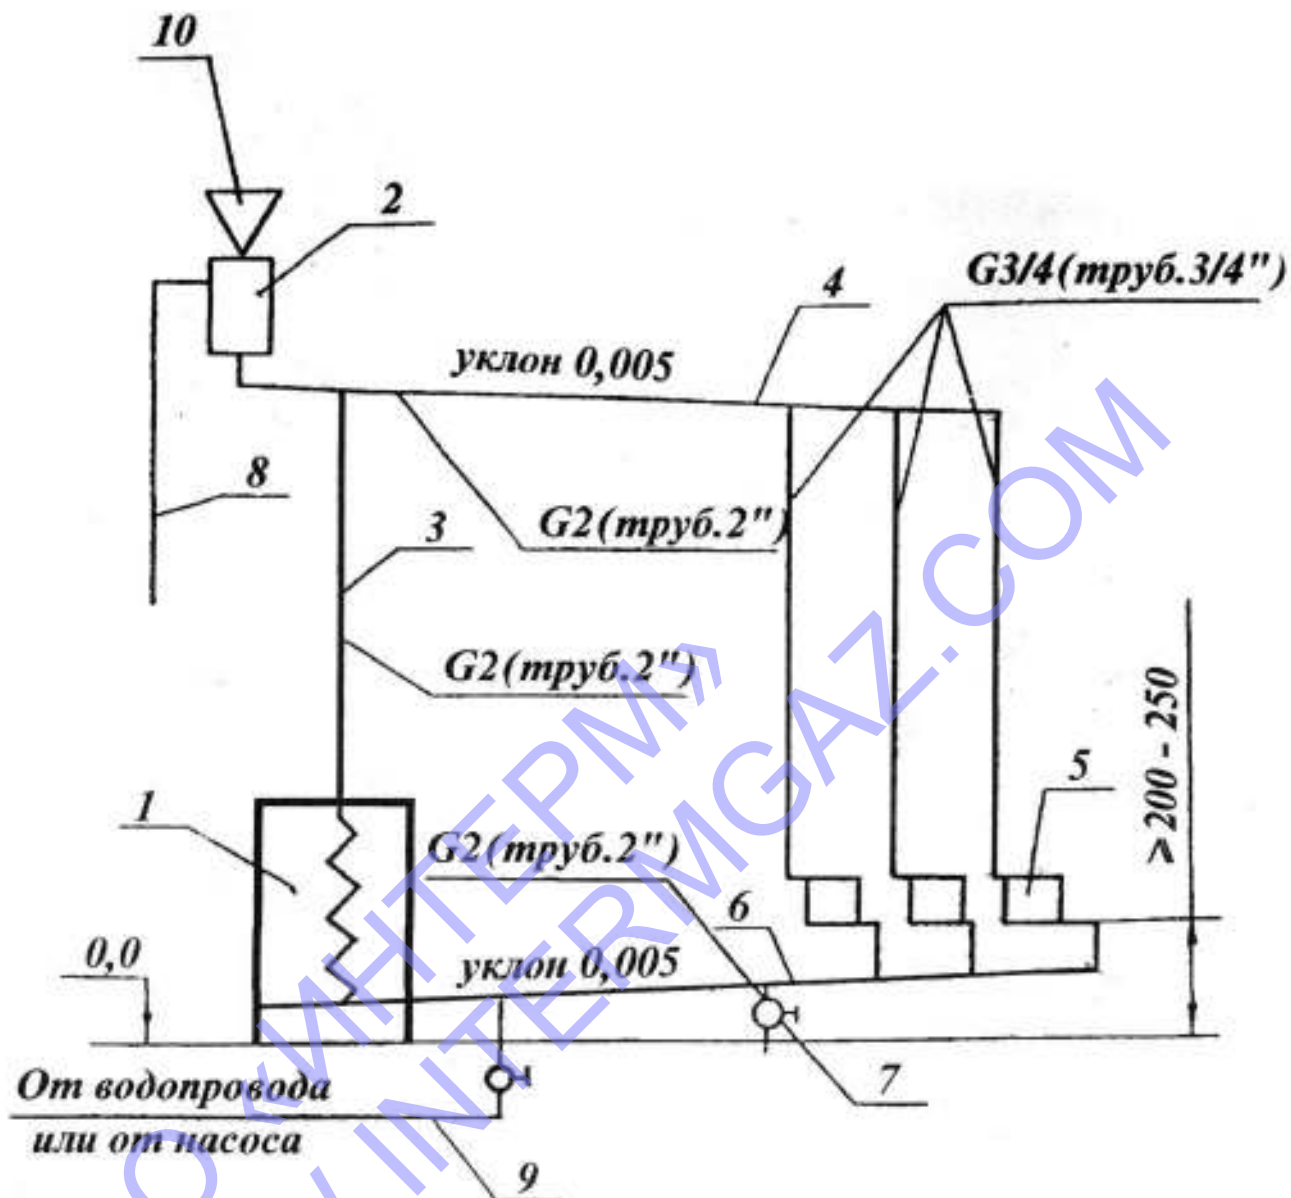 10
2
4
G3/4(труб.3/4")
уклон 0,005
8
G2(труб.2")
3
G2(труб.2")
≥200 - 250
5
1
G2(труб.2")
6
0,0
уклон 0,005
7
От водопровода
или от насоса
9
О «ИНТЕРМ»
INTERMGAZ.COM